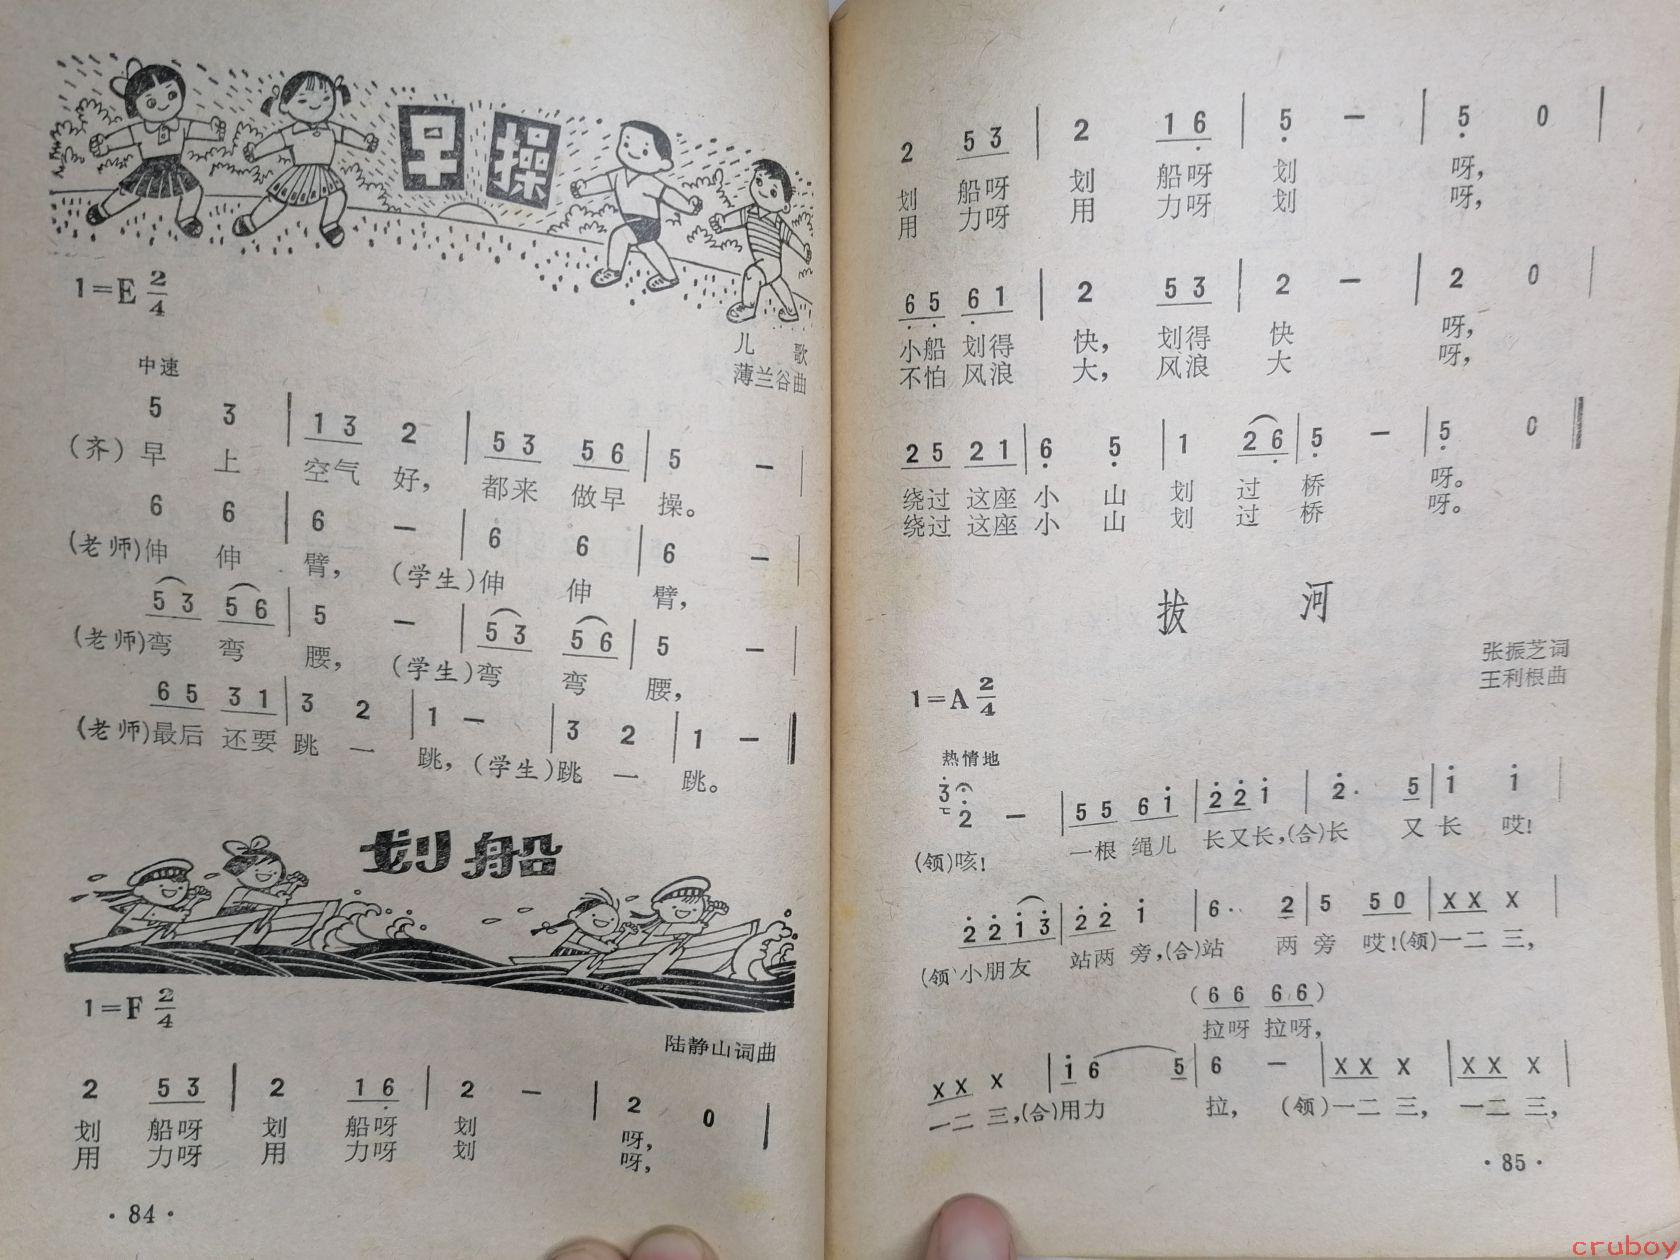 早操
1=E 2/4
儿 歌
薄兰谷曲
中速
5 3 | 1 3 2 | 5 3 5 6 | 5 — |
(齐) 早 上 空气 好， 都来 做早 操。
6 6 | 6 — | 6 6 | 6 — |
(老师)伸 伸 臂， (学生)伸 伸 臂，
5 3 5 6 | 5 — | 5 3 5 6 | 5 — |
(老师)弯 弯 腰， (学生)弯 弯 腰，
6 5 3 1 | 3 2 | 1 — | 3 2 | 1 — ‖
(老师)最后 还要 跳 一 跳，(学生)跳 一 跳。
划船
1=F 2/4
陆静山词曲
2 5 3 | 2 1 6̣ | 2 — | 2 0 |
划 船呀 划 船呀 划 呀，
用 力呀 用 力呀 划 呀，
·84·
2 5 3 | 2 1 6̣ | 5̣ — | 5̣ 0 |
划 船呀 划 船呀 划 呀，
用 力呀 用 力呀 划 呀，
6̣ 5̣ 6̣ 1 | 2 5 3 | 2 — | 2 0 |
小船 划得 快， 划得 快 呀，
不怕 风浪 大， 风浪 大 呀，
2 5 2 1 | 6̣ 5̣ | 1 2 6̣ | 5̣ — | 5̣ 0 ‖
绕过 这座 小 山 划 过 桥 呀。
绕过 这座 小 山 划 过 桥 呀。
拔 河
张振芝词
王利根曲
1=A 2/4
热情地
3̇ 2̇ — | 5 5 6 1̇ | 2̇ 2̇ 1̇ | 2̇· 5 | 1̇ 1̇ |
(领)咳！ 一根 绳儿 长又长，(合)长 又 长 哎！
2̇ 2̇ 1̇ 3̇ | 2̇ 2̇ 1̇ | 6· 2 | 5 5 0 | X X X |
(领)小朋友 站两 旁，(合)站 两 旁 哎！(领)一二 三，
(6 6 6 6)
拉呀 拉呀，
X X X | 1̇ 6 5 | 6 — | X X X | X X X |
一二 三，(合)用力 拉， (领)一二 三， 一二 三，
·85·
cruboy